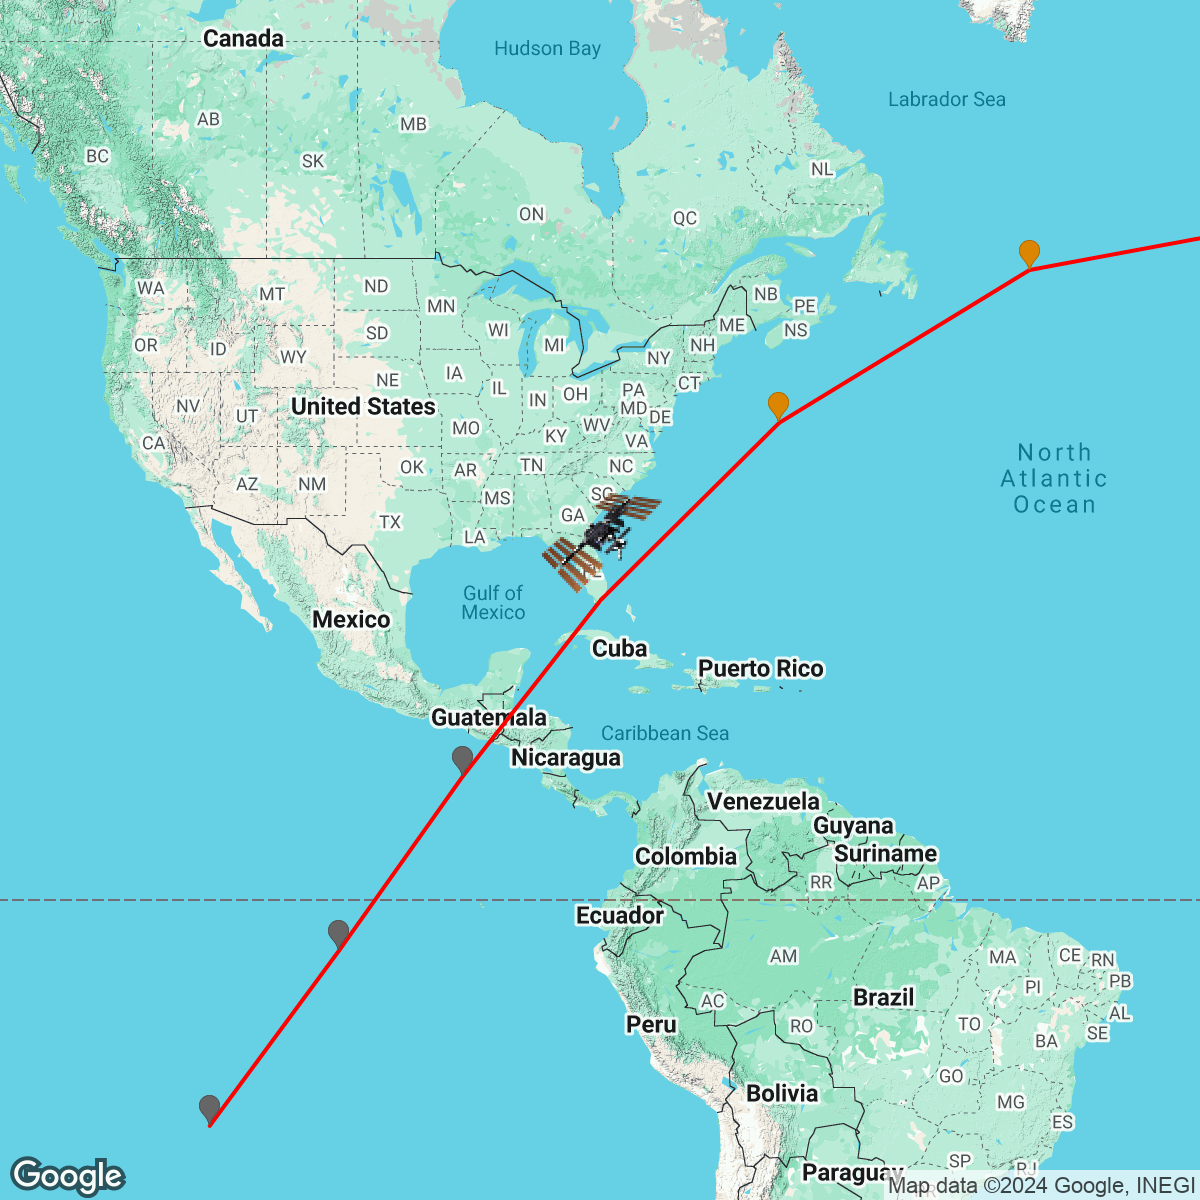 Canada
Hudson Bay
Labrador Sea
AB
MB
BC
SK
NL
ON
QC
WA
MT
ND
MN
NB
PE
OR
ID
WY
SD
WI
MI
ME
NS
NH
NY
NV
UT
NE
IA
IL
IN
OH
PA
CT
United States
MD
DE
CA
MO
KY
WV
VA
North
Atlantic
Ocean
AZ
NM
OK
AR
TN
NC
MS
SC
TX
LA
GA
Gulf of
Mexico
Mexico
Cuba
Puerto Rico
Guatemala
Caribbean Sea
Nicaragua
Venezuela
Guyana
Colombia
Suriname
RR
AP
Ecuador
AM
MA
CE
RN
PI
PB
AC
Brazil
AL
Peru
RO
TO
SE
BA
GO
Bolivia
MG
ES
SP
RJ
Paraguay
Google
Map data ©2024 Google, INEGI